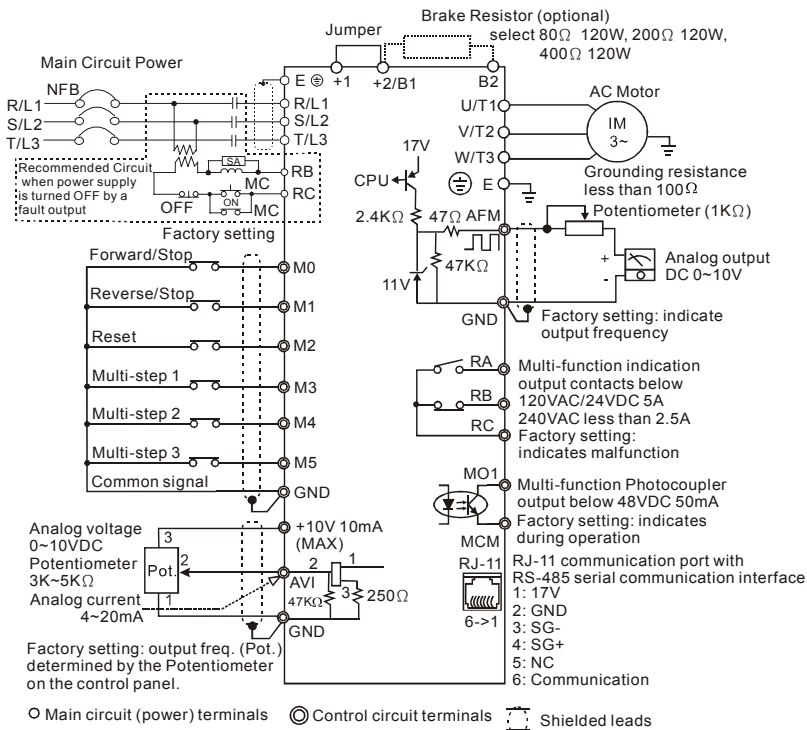 Brake Resistor (optional)
select 80Ω 120W, 200Ω 120W,
400Ω 120W
Jumper
Main Circuit Power
NFB
E
+1
+2/B1
B2
R/L1
S/L2
T/L3
R/L1
S/L2
T/L3
U/T1
V/T2
W/T3
E
AC Motor
IM
3~
Grounding resistance
less than 100Ω
Recommended Circuit
when power supply
is turned OFF by a
fault output
SA
MC
OFF
ON
MC
RB
RC
17V
CPU
2.4KΩ
47Ω
AFM
47KΩ
11V
GND
Potentiometer (1KΩ)
+
-
Analog output
DC 0~10V
Factory setting: indicate
output frequency
Factory setting
Forward/Stop
M0
Reverse/Stop
M1
Reset
M2
Multi-step 1
M3
Multi-step 2
M4
Multi-step 3
M5
Common signal
GND
RA
RB
RC
Multi-function indication
output contacts below
120VAC/24VDC 5A
240VAC less than 2.5A
Factory setting:
indicates malfunction
MO1
MCM
Multi-function Photocoupler
output below 48VDC 50mA
Factory setting: indicates
during operation
Analog voltage
0~10VDC
Potentiometer
3K~5KΩ
Analog current
4~20mA
3
Pot.
2
1
+10V 10mA
(MAX)
2
1
AVI
47KΩ
3
250Ω
GND
RJ-11
6->1
RJ-11 communication port with
RS-485 serial communication interface
1: 17V
2: GND
3: SG-
4: SG+
5: NC
6: Communication
Factory setting: output freq. (Pot.)
determined by the Potentiometer
on the control panel.
Main circuit (power) terminals
Control circuit terminals
Shielded leads